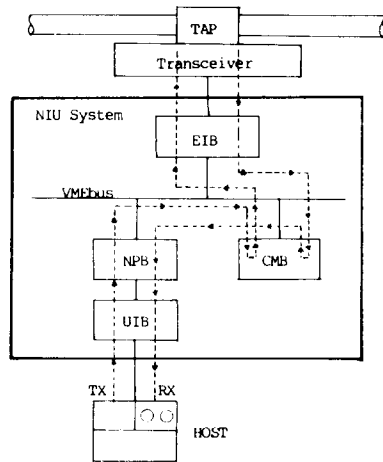 TAP
Transceiver
NIU System
EIB
VMEbus
NPB
CMB
UIB
TX RX
HOST